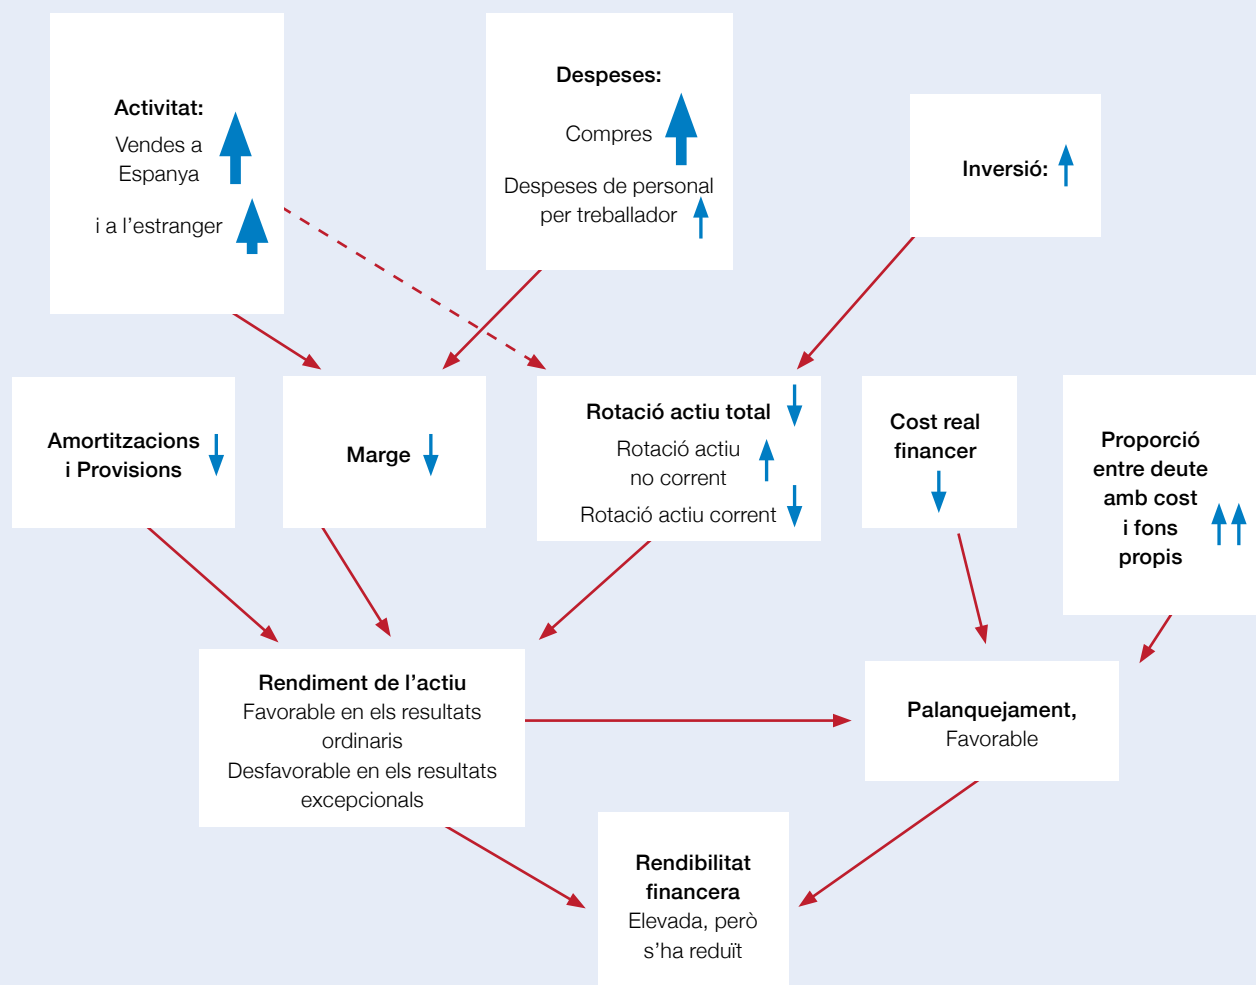 Activitat:
Vendes a
Espanya
i a l'estranger
Despeses:
Compres
Despeses de personal
per treballador
Inversió:
Amortitzacions
i Provisions
Marge
Rotació actiu total
Rotació actiu
no corrent
Rotació actiu corrent
Cost real
financer
Proporció
entre deute
amb cost
i fons
propis
Rendiment de l'actiu
Favorable en els resultats
ordinaris
Desfavorable en els resultats
excepcionals
Palanquejament,
Favorable
Rendibilitat
financera
Elevada, però
s'ha reduït